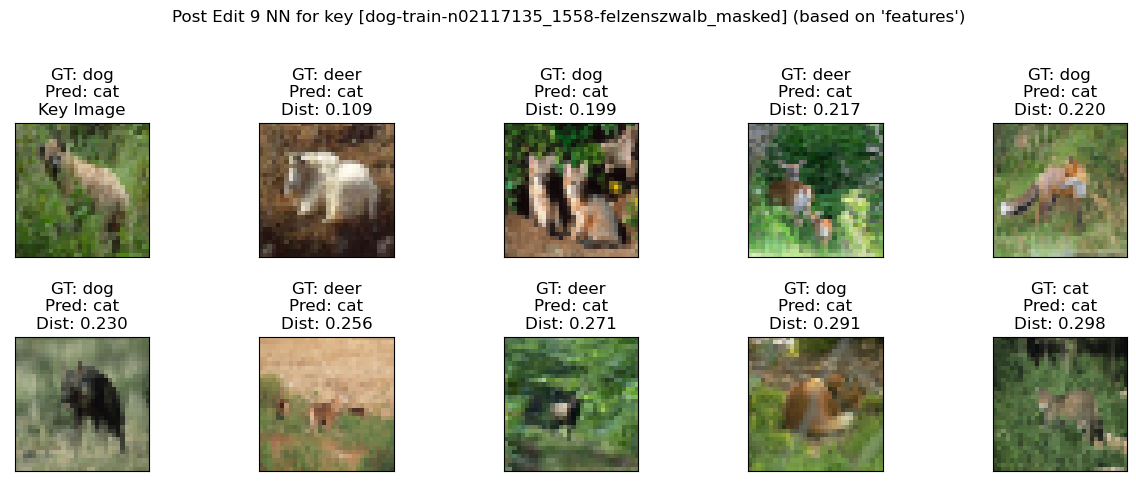 Post Edit 9 NN for key [dog-train-n02117135_1558-felzenszwalb_masked] (based on 'features')
GT: dog
Pred: cat
Key Image
GT: deer
Pred: cat
Dist: 0.109
GT: dog
Pred: cat
Dist: 0.199
GT: deer
Pred: cat
Dist: 0.217
GT: dog
Pred: cat
Dist: 0.220
GT: dog
Pred: cat
Dist: 0.230
GT: deer
Pred: cat
Dist: 0.256
GT: deer
Pred: cat
Dist: 0.271
GT: dog
Pred: cat
Dist: 0.291
GT: cat
Pred: cat
Dist: 0.298